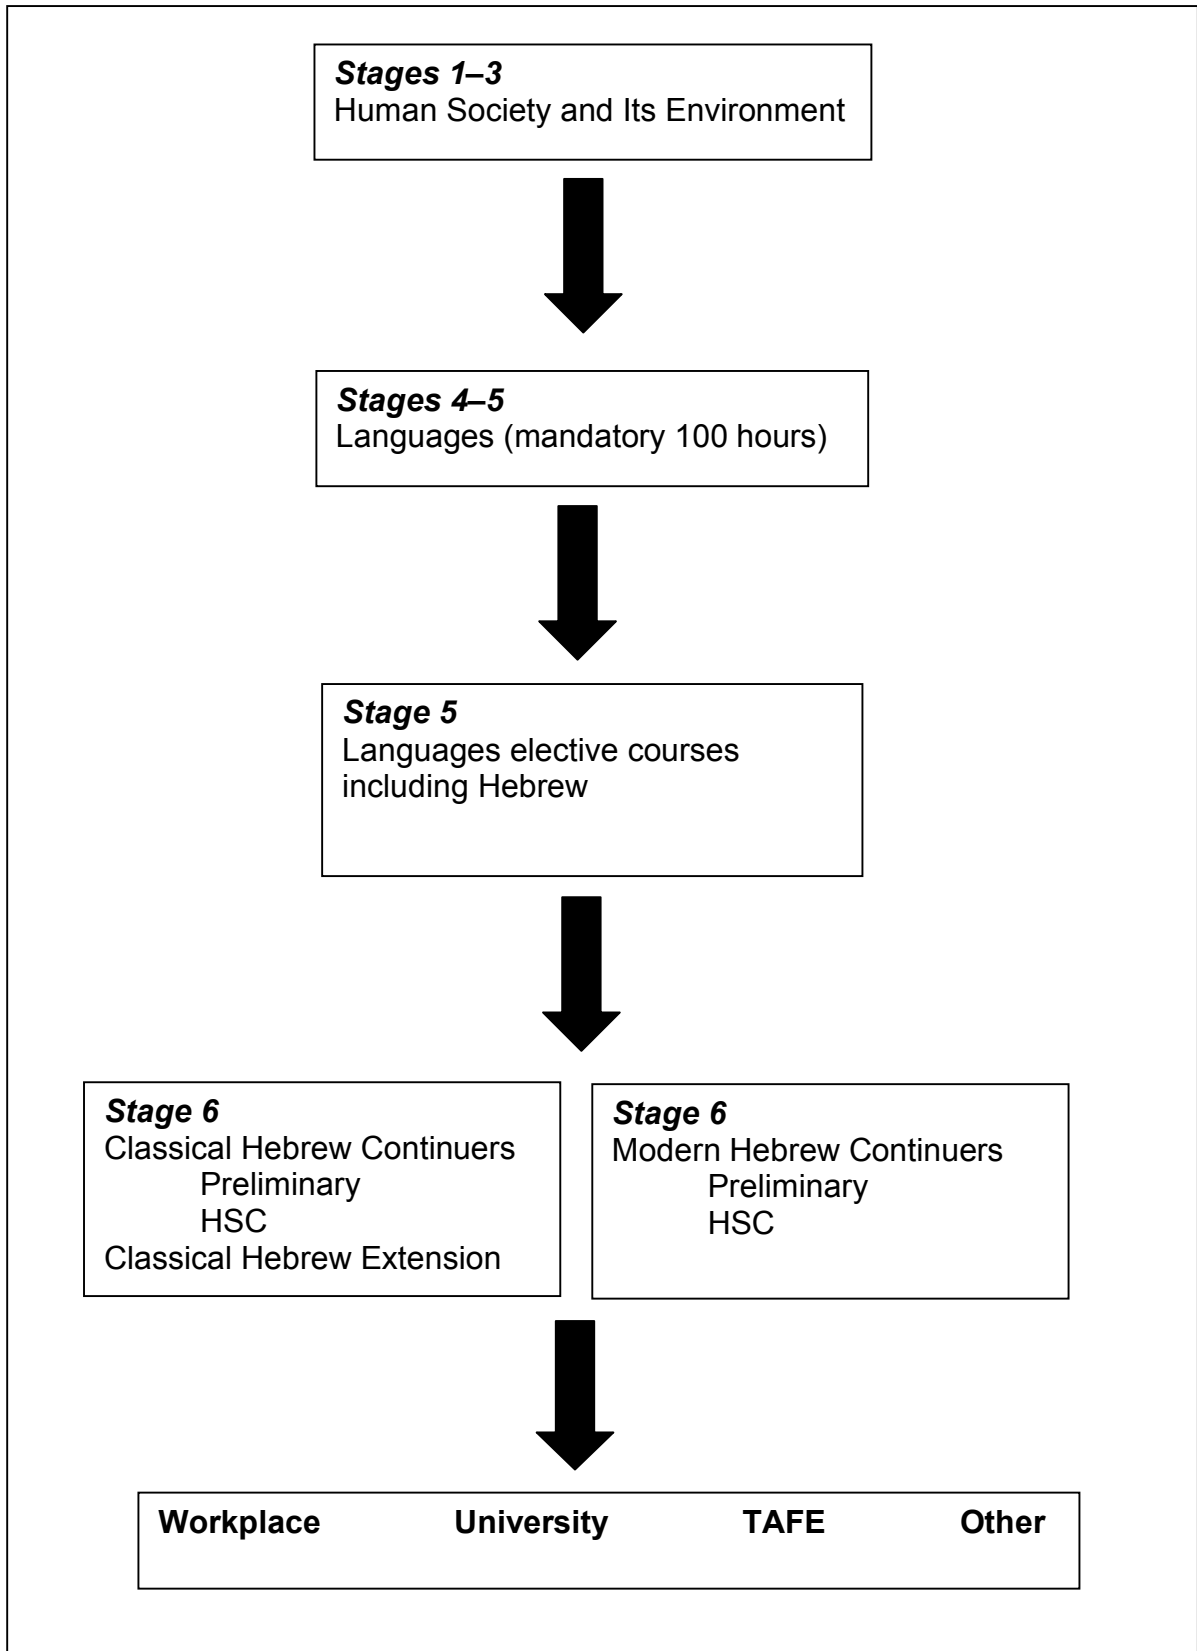 Stages 1–3
Human Society and Its Environment
Stages 4–5
Languages (mandatory 100 hours)
Stage 5
Languages elective courses
including Hebrew
Stage 6
Classical Hebrew Continuers
Preliminary
HSC
Classical Hebrew Extension
Stage 6
Modern Hebrew Continuers
Preliminary
HSC
Workplace University TAFE Other